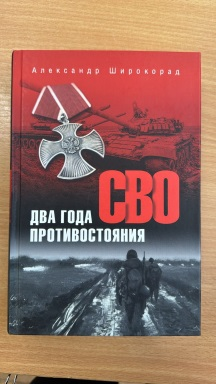 Александр Широкорад
СВО
ДВА ГОДА
ПРОТИВОСТОЯНИЯ